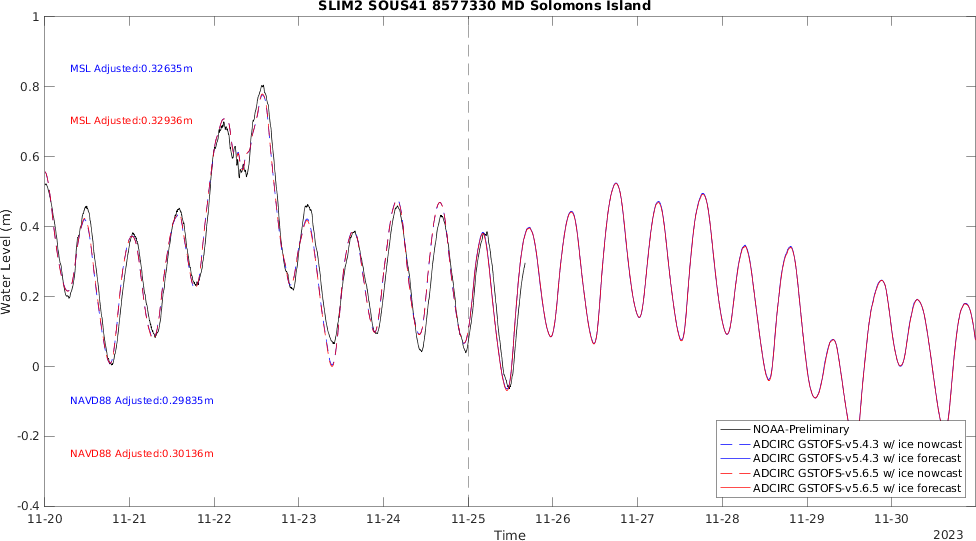 SLIM2 SOUS41 8577330 MD Solomons Island
1
0.8
0.6
0.4
0.2
0
-0.2
-0.4
Water Level (m)
MSL Adjusted:0.32635m
MSL Adjusted:0.32936m
NAVD88 Adjusted:0.29835m
NAVD88 Adjusted:0.30136m
NOAA-Preliminary
ADCIRC GSTOFS-v5.4.3 w/ ice nowcast
ADCIRC GSTOFS-v5.4.3 w/ ice forecast
ADCIRC GSTOFS-v5.6.5 w/ ice nowcast
ADCIRC GSTOFS-v5.6.5 w/ ice forecast
11-20 11-21 11-22 11-23 11-24 11-25 11-26 11-27 11-28 11-29 11-30
Time
2023